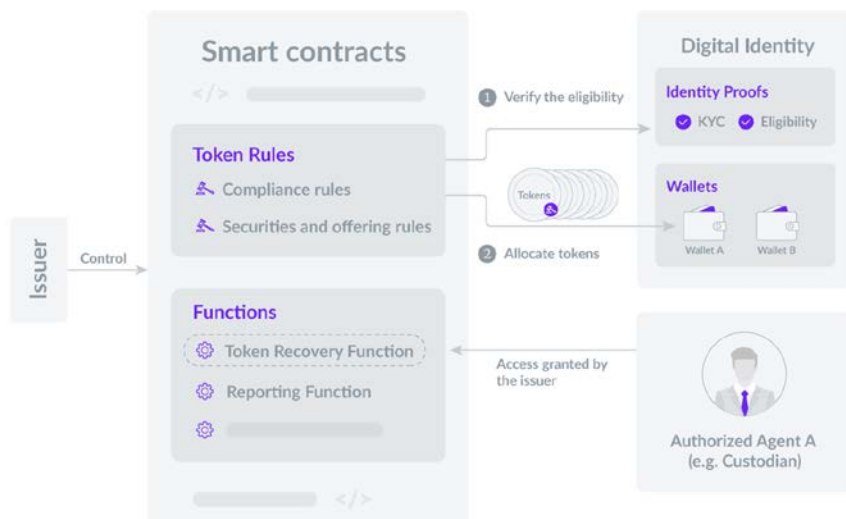 Smart contracts
</>
Token Rules
Compliance rules
Securities and offering rules
Issuer
Control
Functions
Token Recovery Function
Reporting Function
</>
1 Verify the eligibility
Tokens
2 Allocate tokens
Access granted by
the issuer
Digital Identity
Identity Proofs
KYC Eligibility
Wallets
Wallet A Wallet B
Authorized Agent A
(e.g. Custodian)